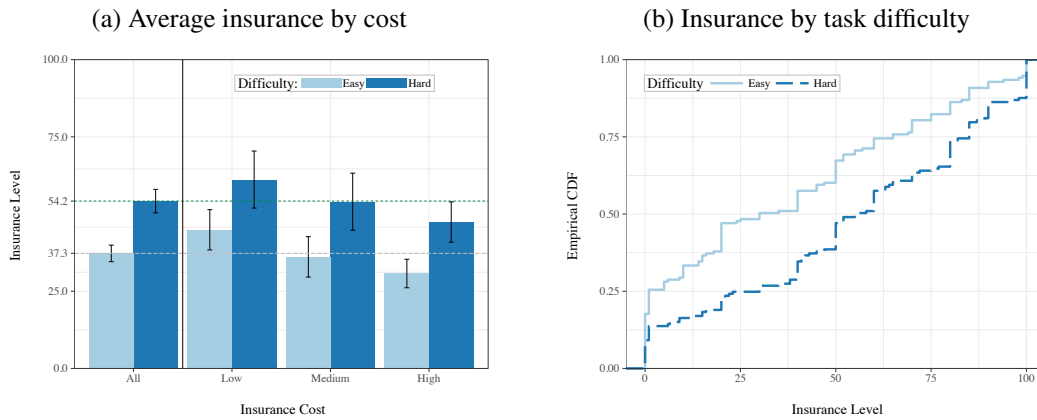 (a) Average insurance by cost
100.0
75.0
54.2
37.3
25.0
0.0
Insurance Level
Difficulty: Easy Hard
All Low Medium High
Insurance Cost
(b) Insurance by task difficulty
1.00
0.75
0.50
0.25
0.00
Empirical CDF
Difficulty Easy Hard
0 25 50 75 100
Insurance Level